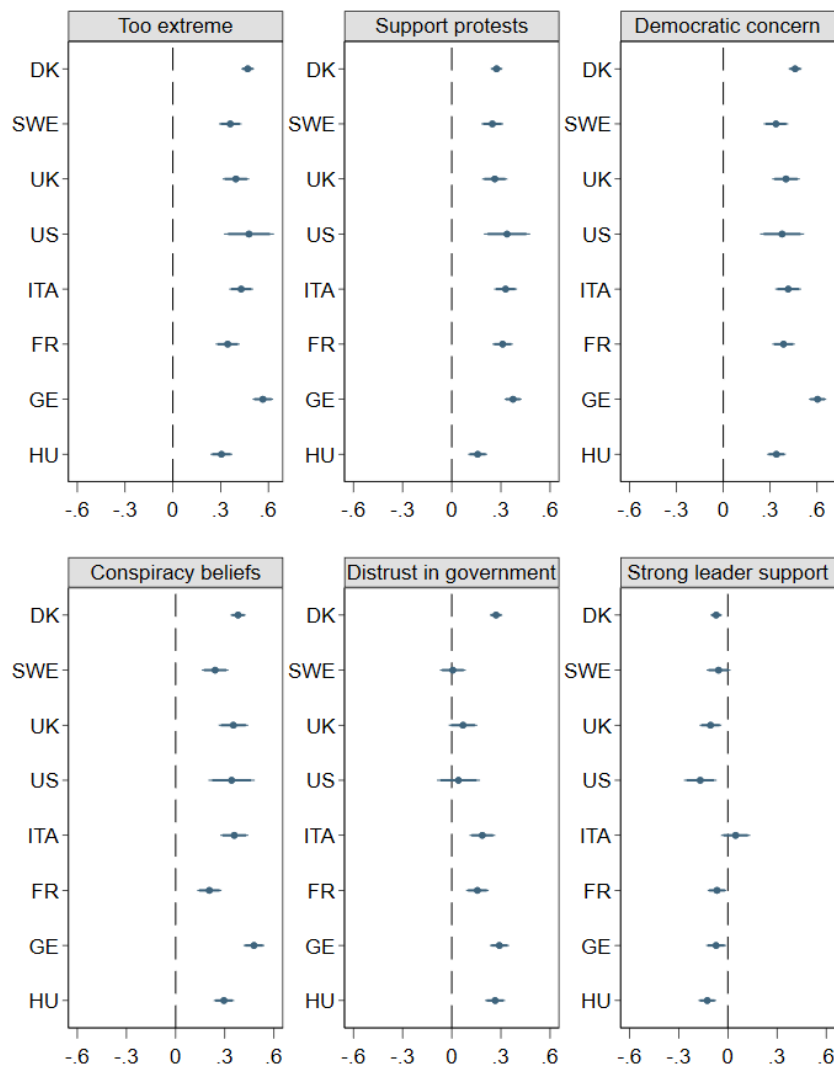 Too extreme
Support protests
Democratic concern
DK
SWE
UK
US
ITA
FR
GE
HU
-.6 -.3 0 .3 .6
DK
SWE
UK
US
ITA
FR
GE
HU
-.6 -.3 0 .3 .6
DK
SWE
UK
US
ITA
FR
GE
HU
-.6 -.3 0 .3 .6
Conspiracy beliefs
Distrust in government
Strong leader support
DK
SWE
UK
US
ITA
FR
GE
HU
-.6 -.3 0 .3 .6
DK
SWE
UK
US
ITA
FR
GE
HU
-.6 -.3 0 .3 .6
DK
SWE
UK
US
ITA
FR
GE
HU
-.6 -.3 0 .3 .6